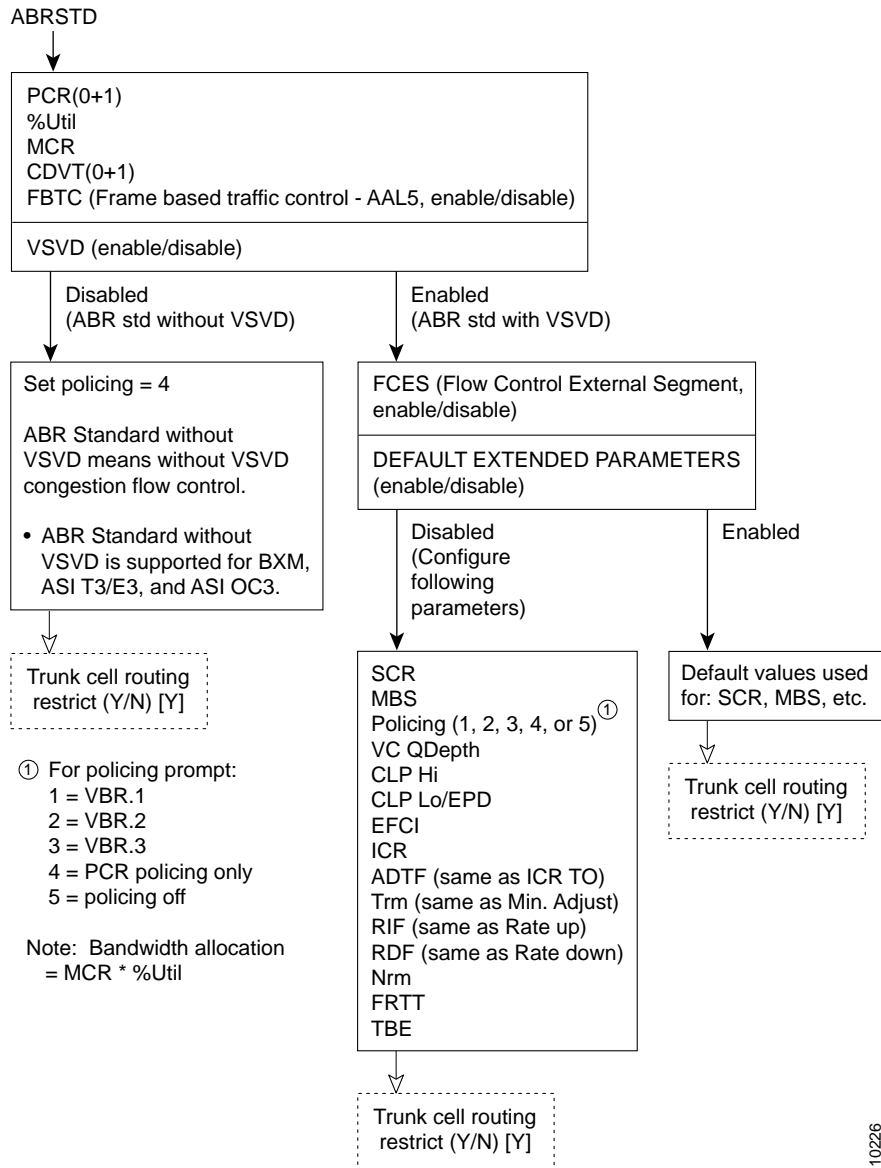 ABRSTD
PCR(0+1)
%Util
MCR
CDVT(0+1)
FBTC (Frame based traffic control - AAL5, enable/disable)
VSVD (enable/disable)
Disabled
(ABR std without VSVD)
Enabled
(ABR std with VSVD)
Set policing = 4
ABR Standard without
VSVD means without VSVD
congestion flow control.
• ABR Standard without
VSVD is supported for BXM,
ASI T3/E3, and ASI OC3.
Trunk cell routing
restrict (Y/N) [Y]
FCES (Flow Control External Segment,
enable/disable)
DEFAULT EXTENDED PARAMETERS
(enable/disable)
Disabled
(Configure
following
parameters)
Enabled
SCR
MBS
Policing (1, 2, 3, 4, or 5) ①
VC QDepth
CLP Hi
CLP Lo/EPD
EFCI
ICR
ADTF (same as ICR TO)
Trm (same as Min. Adjust)
RIF (same as Rate up)
RDF (same as Rate down)
Nrm
FRTT
TBE
Trunk cell routing
restrict (Y/N) [Y]
Default values used
for: SCR, MBS, etc.
Trunk cell routing
restrict (Y/N) [Y]
① For policing prompt:
1 = VBR.1
2 = VBR.2
3 = VBR.3
4 = PCR policing only
5 = policing off
Note: Bandwidth allocation
= MCR * %Util
10226